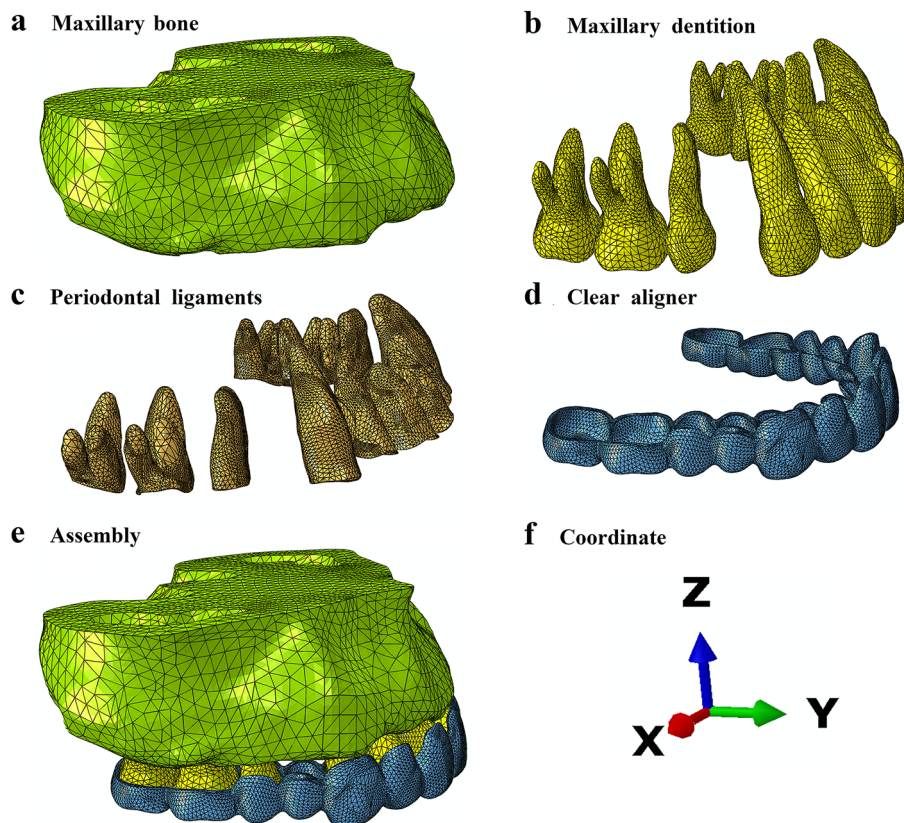 a Maxillary bone
b Maxillary dentition
c Periodontal ligaments
d Clear aligner
e Assembly
f Coordinate
Z
X
Y